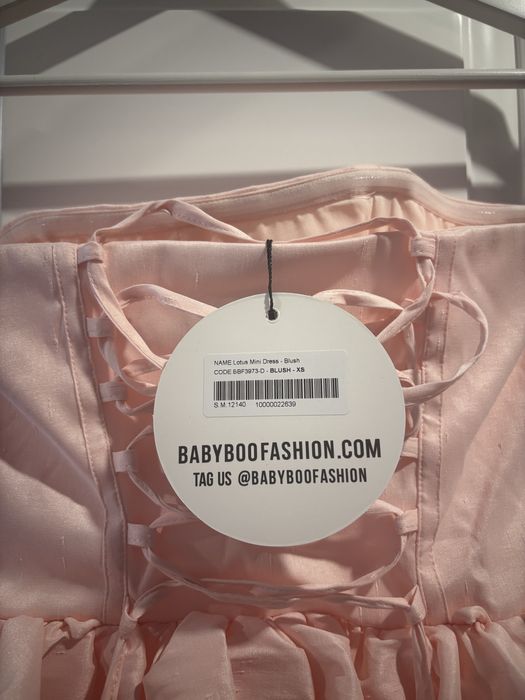 NAME Lotus Mini Dress - Blush
CODE BBF3973-D - BLUSH - XS
S.M: 12140 10000022639
BABYBOOFASHION.COM
TAG US @BABYBOOFASHION